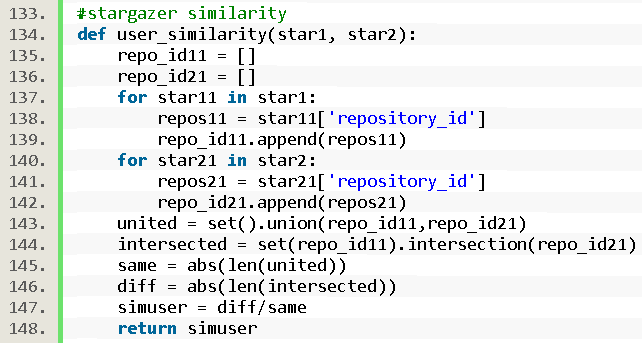 133. #stargazer similarity
134. def user_similarity(star1, star2):
135.     repo_id11 = []
136.     repo_id21 = []
137.     for star11 in star1:
138.         repos11 = star11['repository_id']
139.         repo_id11.append(repos11)
140.     for star21 in star2:
141.         repos21 = star21['repository_id']
142.         repo_id21.append(repos21)
143.     united = set().union(repo_id11,repo_id21)
144.     intersected = set(repo_id11).intersection(repo_id21)
145.     same = abs(len(united))
146.     diff = abs(len(intersected))
147.     simuser = diff/same
148.     return simuser